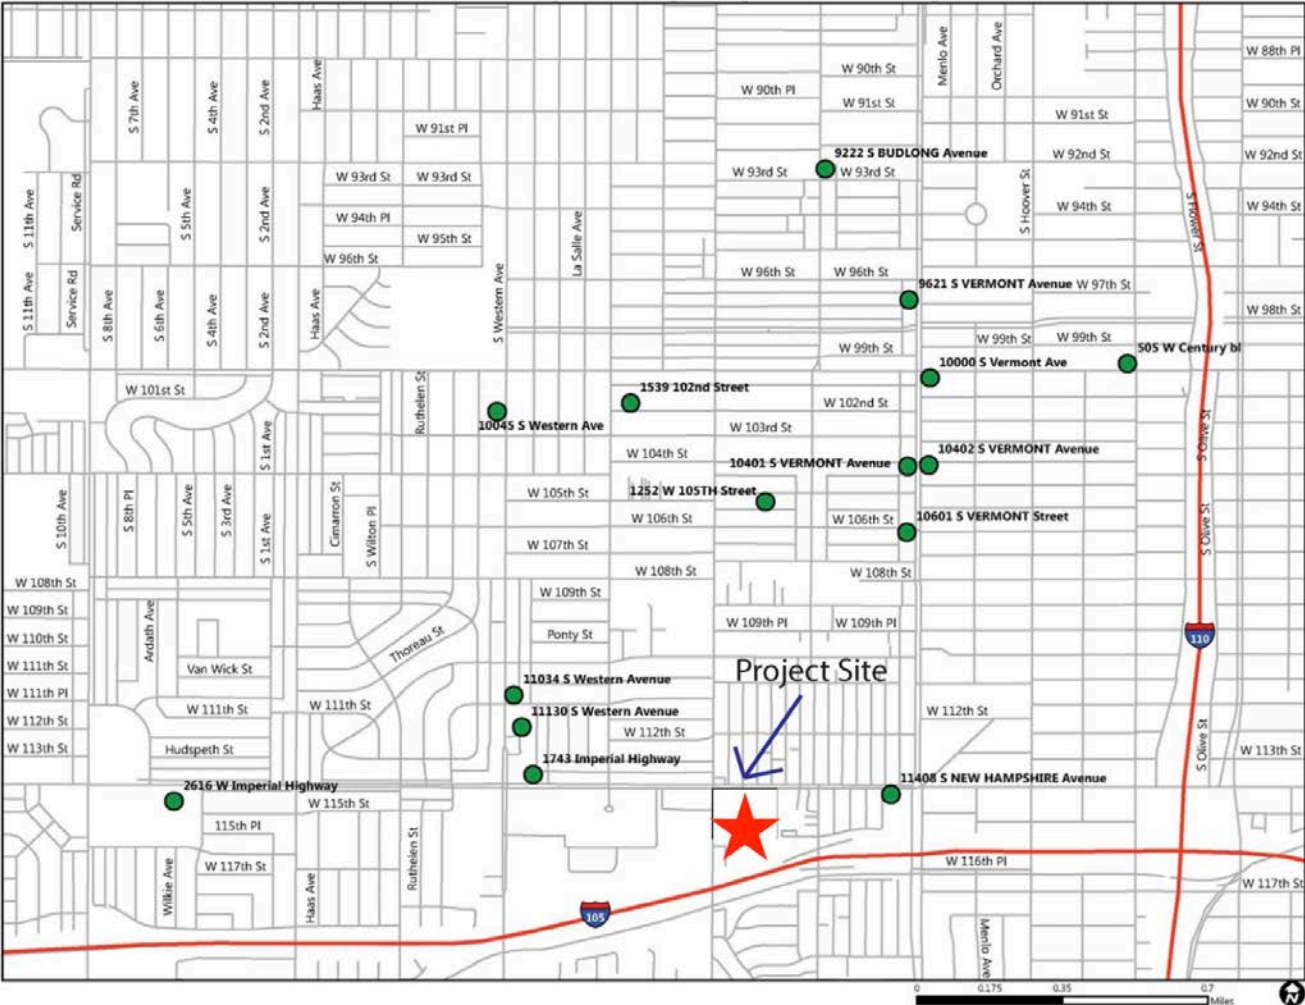 Menlo Ave
Orchard Ave
W 88th Pl
W 90th St
W 90th Pl
W 91st St
W 90th St
S 7th Ave
S 4th Ave
S 2nd Ave
Haas Ave
W 91st Pl
W 91st St
9222 S BUDLONG Avenue
W 92nd St
W 92nd St
W 93rd St
W 93rd St
W 93rd St
W 93rd St
S 11th Ave
Service Rd
S 5th Ave
S 2nd Ave
W 94th Pl
W 95th St
La Salle Ave
S Hoover St
W 94th St
S Flower St
W 94th St
W 96th St
W 96th St
W 96th St
S 11th Ave
Service Rd
S 8th Ave
S 6th Ave
S 4th Ave
S 2nd Ave
Haas Ave
S Western Ave
9621 S VERMONT Avenue
W 97th St
W 98th St
W 99th St
W 99th St
W 99th St
505 W Century bl
10000 S Vermont Ave
W 101st St
Ruthelen St
1539 102nd Street
W 102nd St
10045 S Western Ave
W 103rd St
S Olive St
S 1st Ave
W 104th St
10401 S VERMONT Avenue
10402 S VERMONT Avenue
S 10th Ave
S 8th Pl
S 5th Ave
S 3rd Ave
S 1st Ave
Cimarron St
S Wilton Pl
W 105th St
1252 W 105TH Street
W 106th St
W 106th St
10601 S VERMONT Street
S Olive St
W 107th St
W 108th St
W 108th St
W 108th St
W 109th St
W 109th St
W 110th St
W 111th St
W 111th Pl
W 112th St
W 113th St
Ardath Ave
Van Wick St
W 111th St
Hudspeth St
Thoreau St
W 111th St
Ponty St
W 109th Pl
W 109th Pl
110
Project Site
11034 S Western Avenue
11130 S Western Avenue
W 112th St
W 112th St
S Olive St
W 113th St
1743 Imperial Highway
2616 W Imperial Highway
11408 S NEW HAMPSHIRE Avenue
W 115th St
115th Pl
W 117th St
Wilkie Ave
Haas Ave
Ruthelen St
W 116th Pl
W 117th St
105
Menlo Ave
0 0.175 0.35 0.7
Miles
N